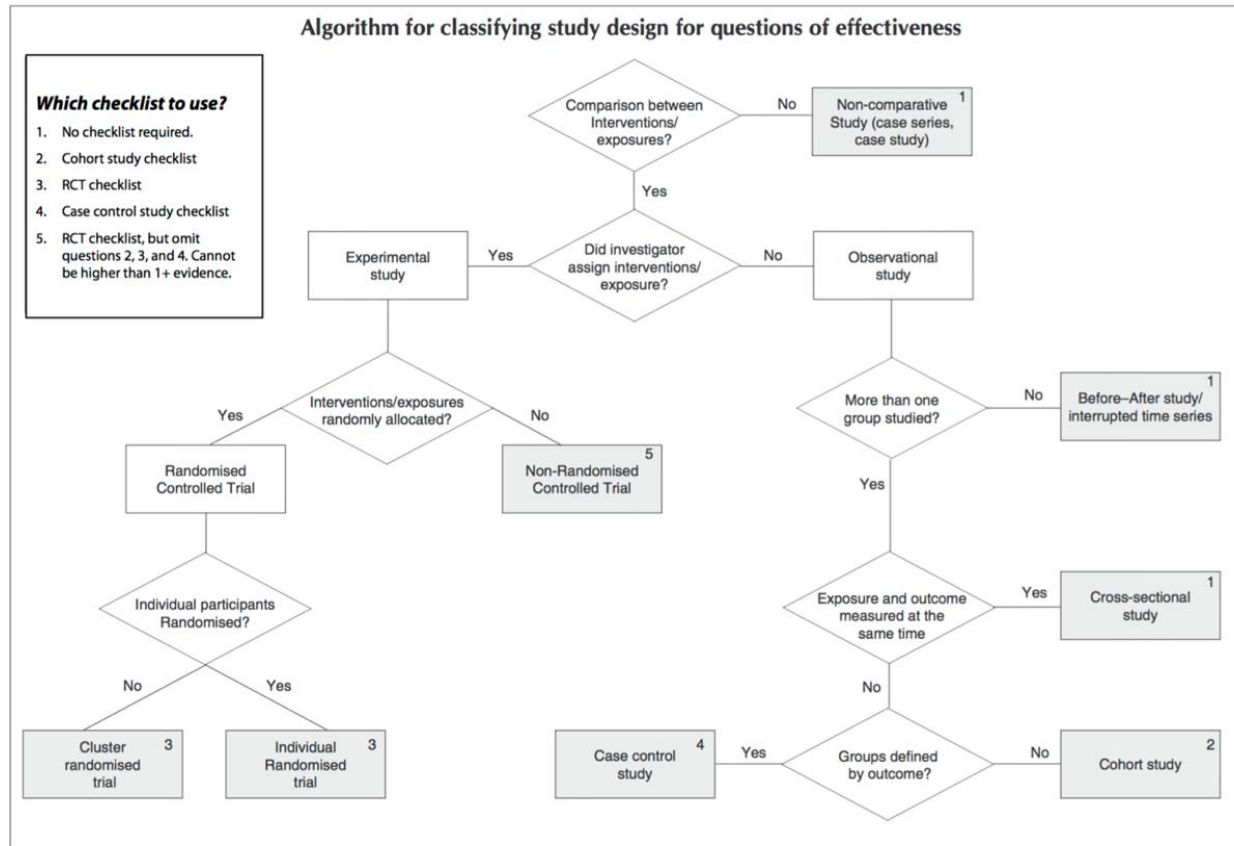 Algorithm for classifying study design for questions of effectiveness
Which checklist to use?
1. No checklist required.
2. Cohort study checklist
3. RCT checklist
4. Case control study checklist
5. RCT checklist, but omit
questions 2, 3, and 4. Cannot
be higher than 1+ evidence.
Comparison between
Interventions/
exposures?
No
1
Non-comparative
Study (case series,
case study)
Yes
Experimental
study
Yes
Did investigator
assign interventions/
exposure?
No
Observational
study
Interventions/exposures
randomly allocated?
Yes
No
Randomised
Controlled Trial
5
Non-Randomised
Controlled Trial
More than one
group studied?
No
1
Before–After study/
interrupted time series
Yes
Individual participants
Randomised?
No
Yes
Cluster
randomised
trial
3
Individual
Randomised
trial
3
Exposure and outcome
measured at the
same time
Yes
1
Cross-sectional
study
No
Case control
study
4
Yes
Groups defined
by outcome?
No
2
Cohort study